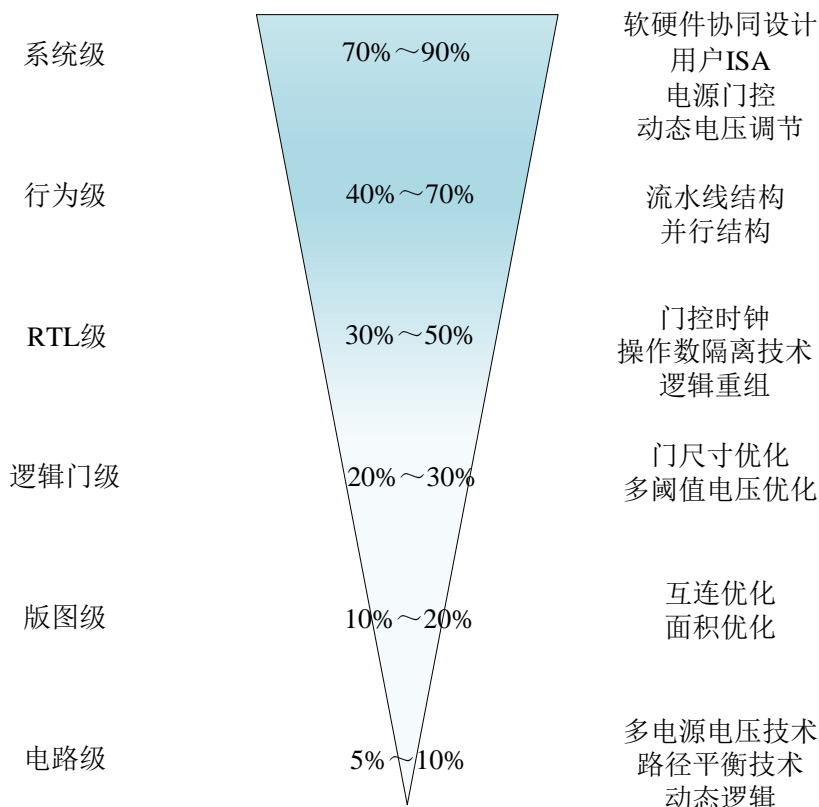 系统级
70%～90%
软硬件协同设计
用户ISA
电源门控
动态电压调节
行为级
40%～70%
流水线结构
并行结构
RTL级
30%～50%
门控时钟
操作数隔离技术
逻辑重组
逻辑门级
20%～30%
门尺寸优化
多阈值电压优化
版图级
10%～20%
互连优化
面积优化
电路级
5%～10%
多电源电压技术
路径平衡技术
动态逻辑